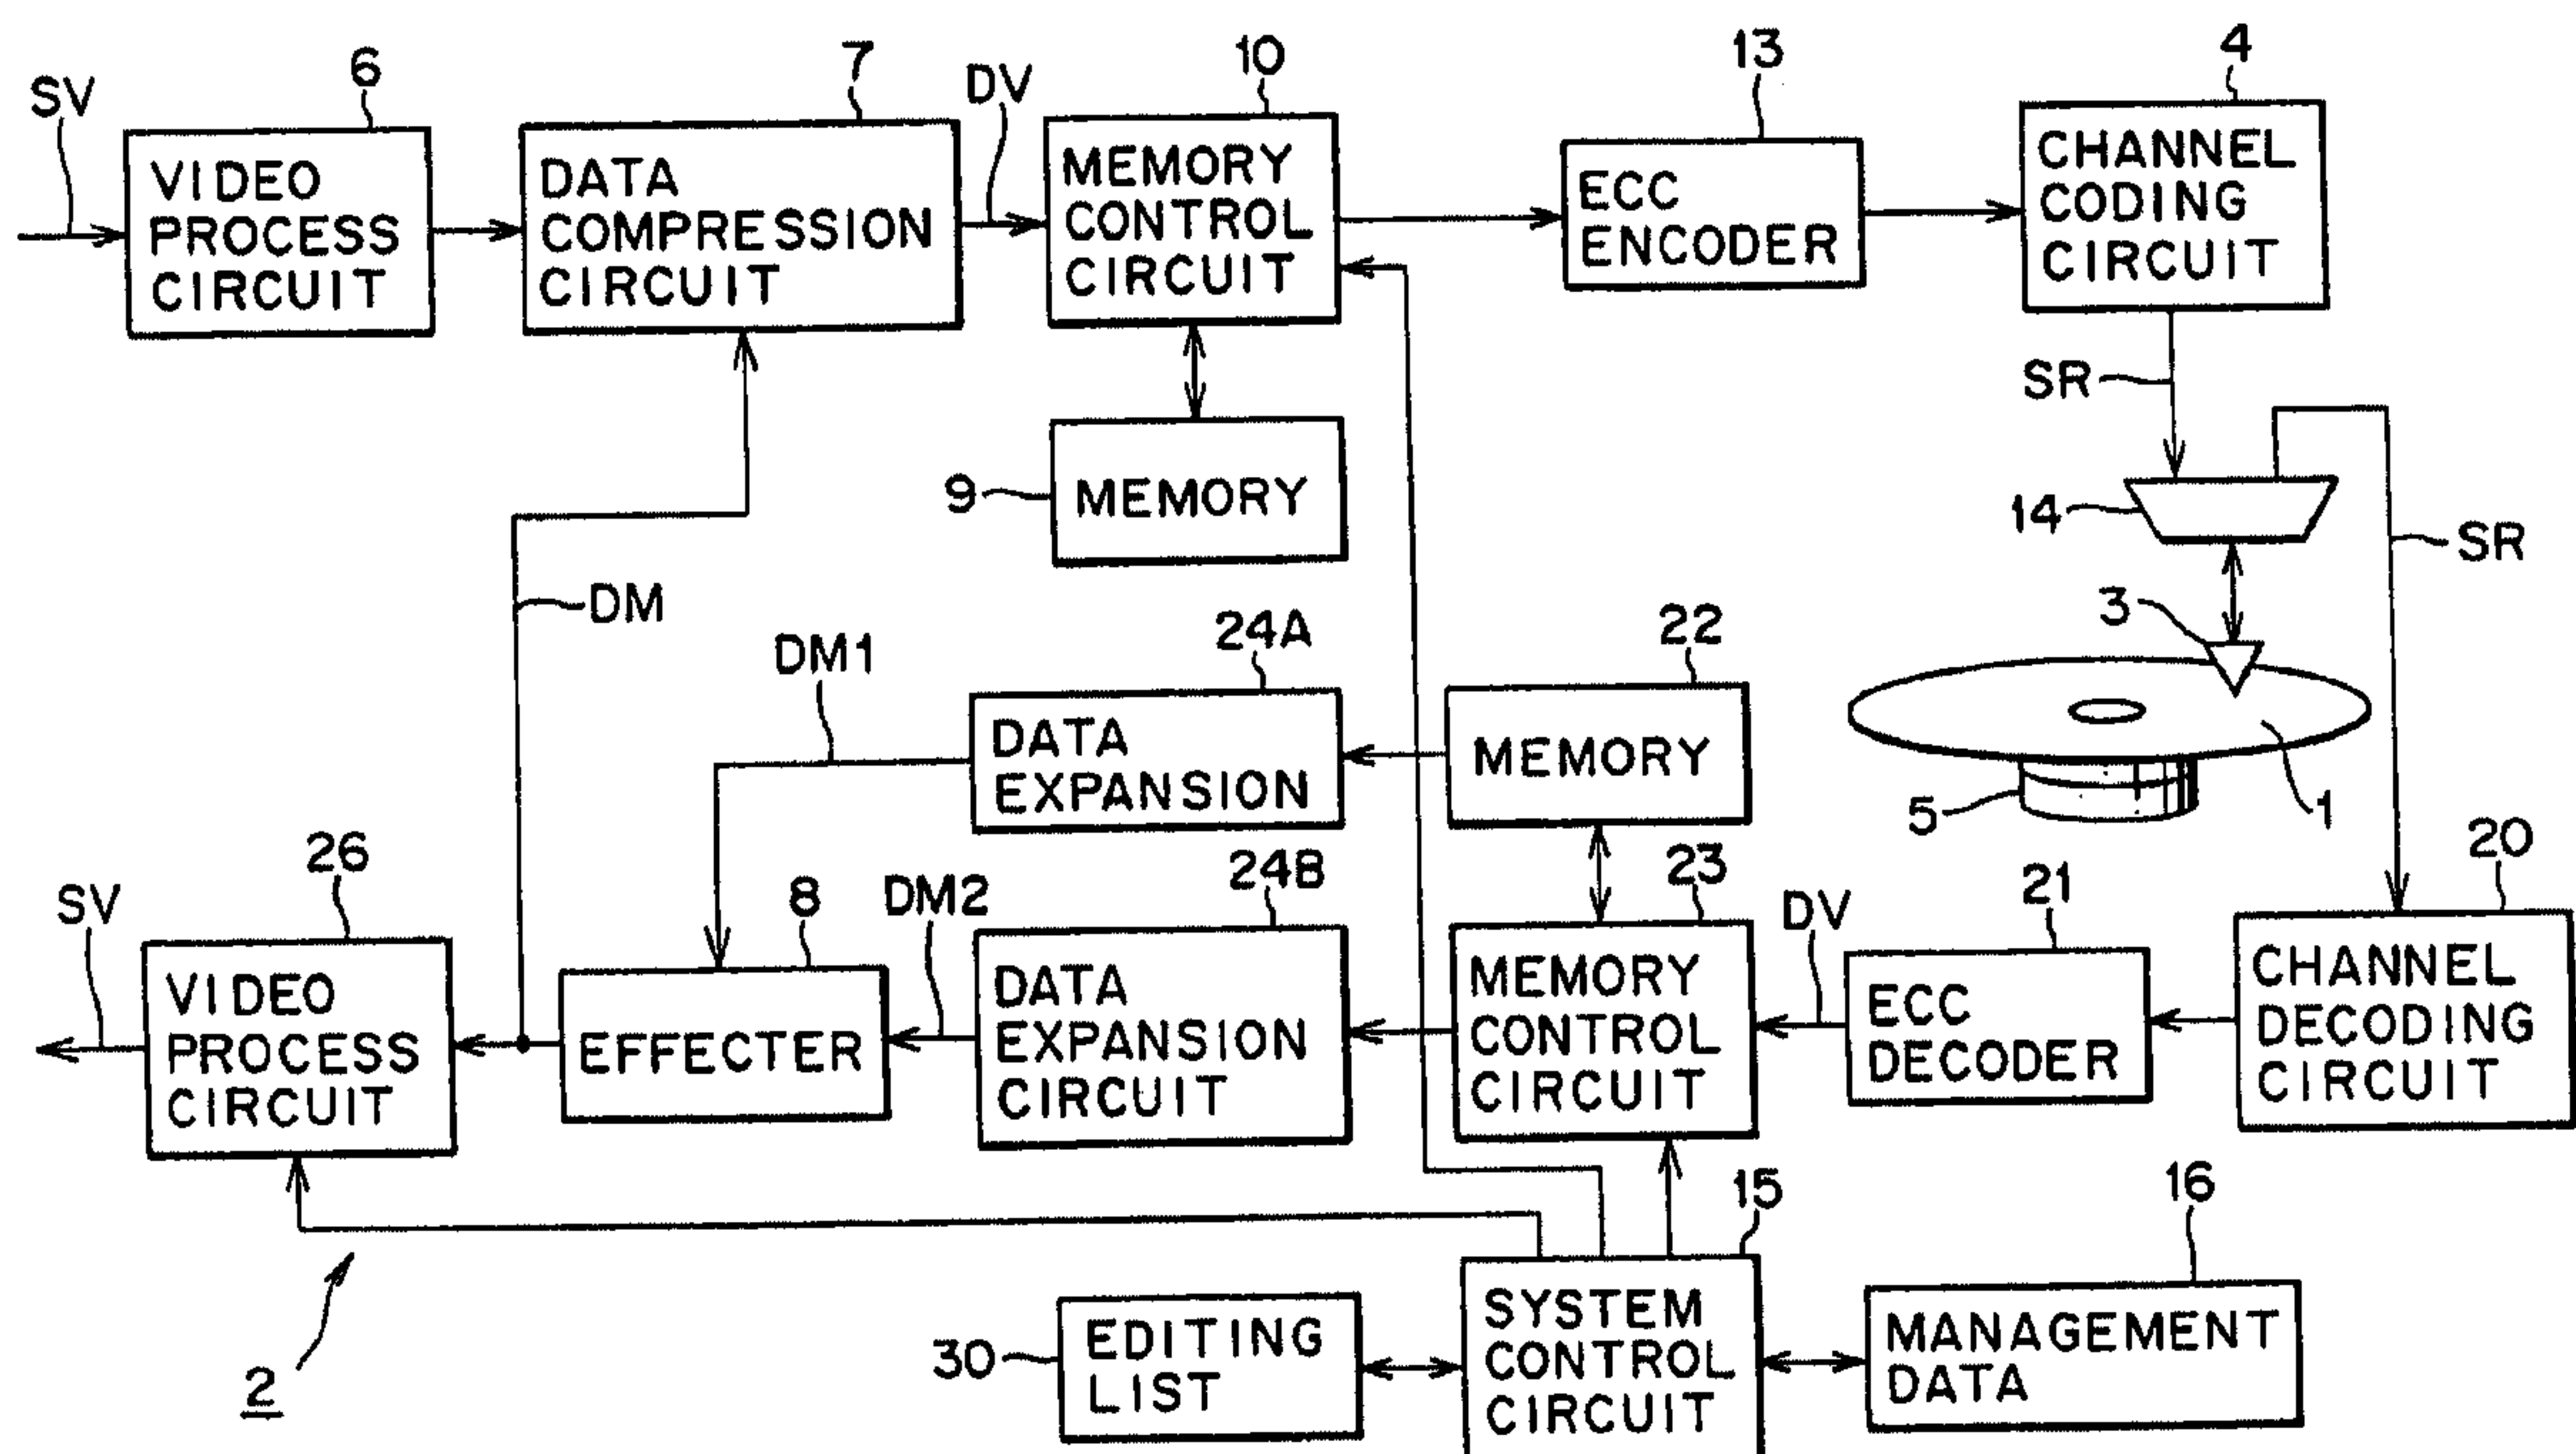 SV
6
VIDEO
PROCESS
CIRCUIT
7
DATA
COMPRESSION
CIRCUIT
DV
10
MEMORY
CONTROL
CIRCUIT
13
ECC
ENCODER
4
CHANNEL
CODING
CIRCUIT
SR
9
MEMORY
14
SR
DM
3
DM1
24A
DATA
EXPANSION
22
MEMORY
5
1
26
SV
VIDEO
PROCESS
CIRCUIT
8
EFFECTER
DM2
24B
DATA
EXPANSION
CIRCUIT
23
MEMORY
CONTROL
CIRCUIT
DV
21
ECC
DECODER
20
CHANNEL
DECODING
CIRCUIT
2
30
EDITING
LIST
15
SYSTEM
CONTROL
CIRCUIT
16
MANAGEMENT
DATA